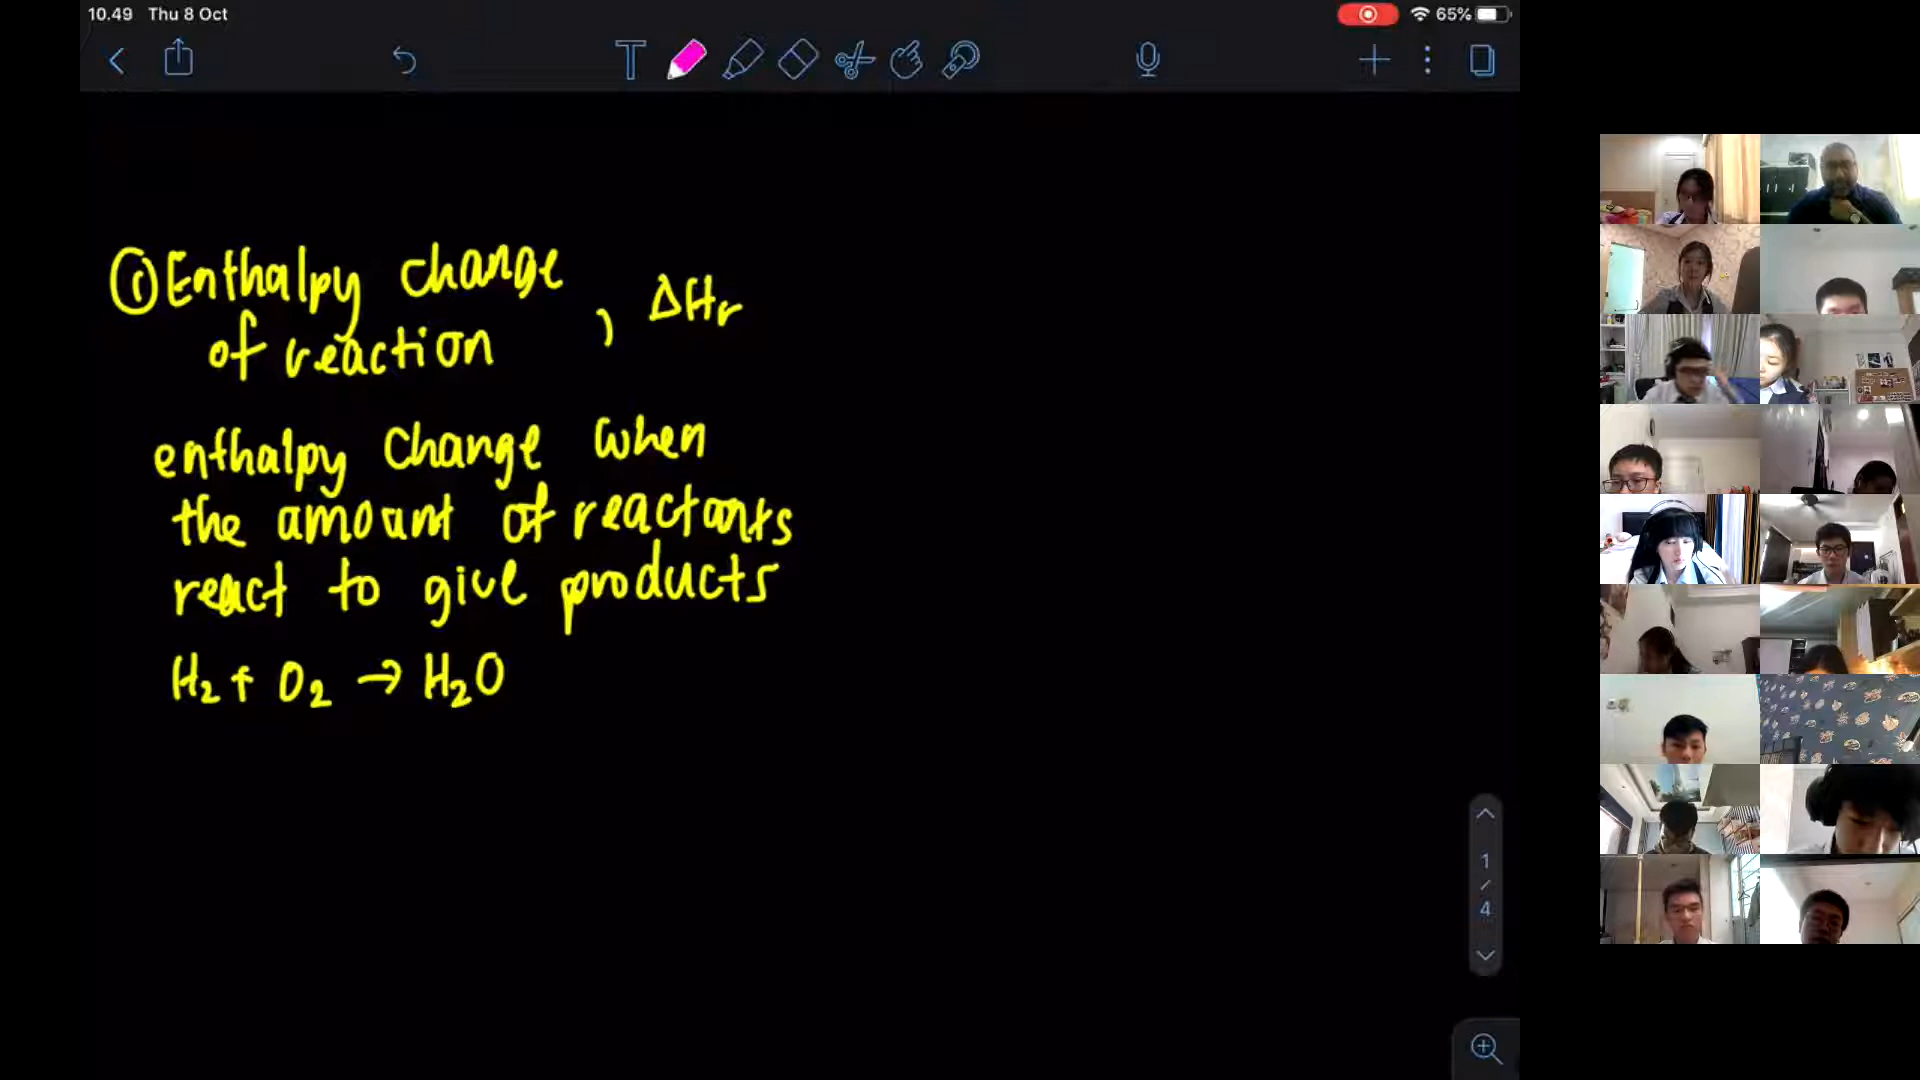 10.49 Thu 8 Oct
65%
T
① Enthalpy change
of reaction , ΔHr
enthalpy change when
the amount of reactants
react to give products
H₂ + O₂ → H₂O
1
/
4